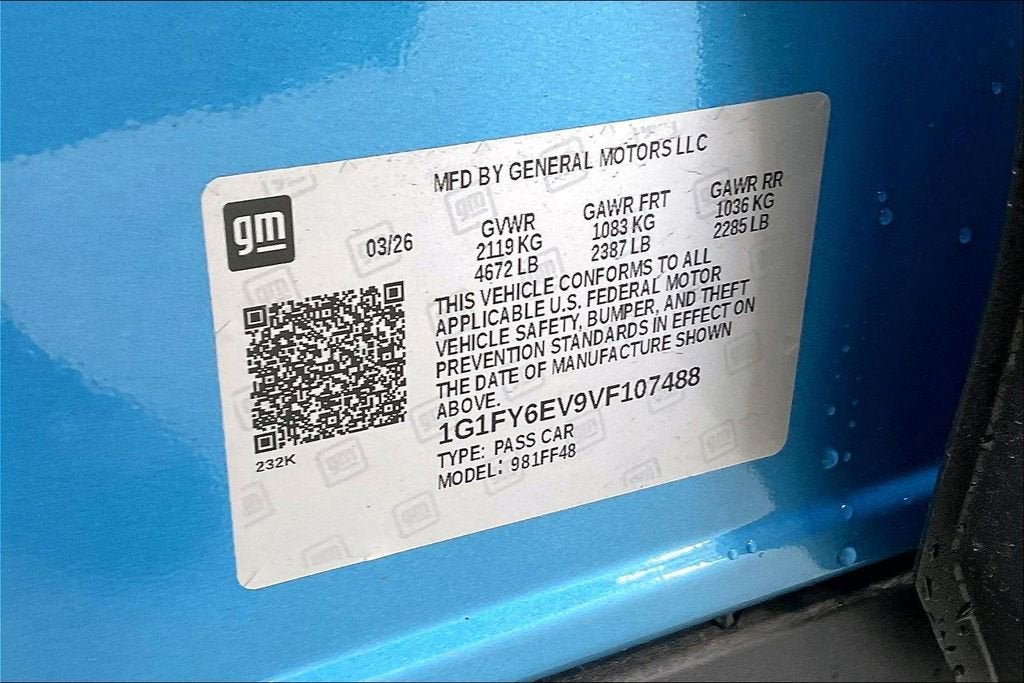 MFD BY GENERAL MOTORS LLC
gm
03/26
GVWR
2119 KG
4672 LB
GAWR FRT
1083 KG
2387 LB
GAWR RR
1036 KG
2285 LB
THIS VEHICLE CONFORMS TO ALL
APPLICABLE U.S. FEDERAL MOTOR
VEHICLE SAFETY, BUMPER, AND THEFT
PREVENTION STANDARDS IN EFFECT ON
THE DATE OF MANUFACTURE SHOWN
ABOVE.
1G1FY6EV9VF107488
TYPE: PASS CAR
MODEL: 981FF48
232K